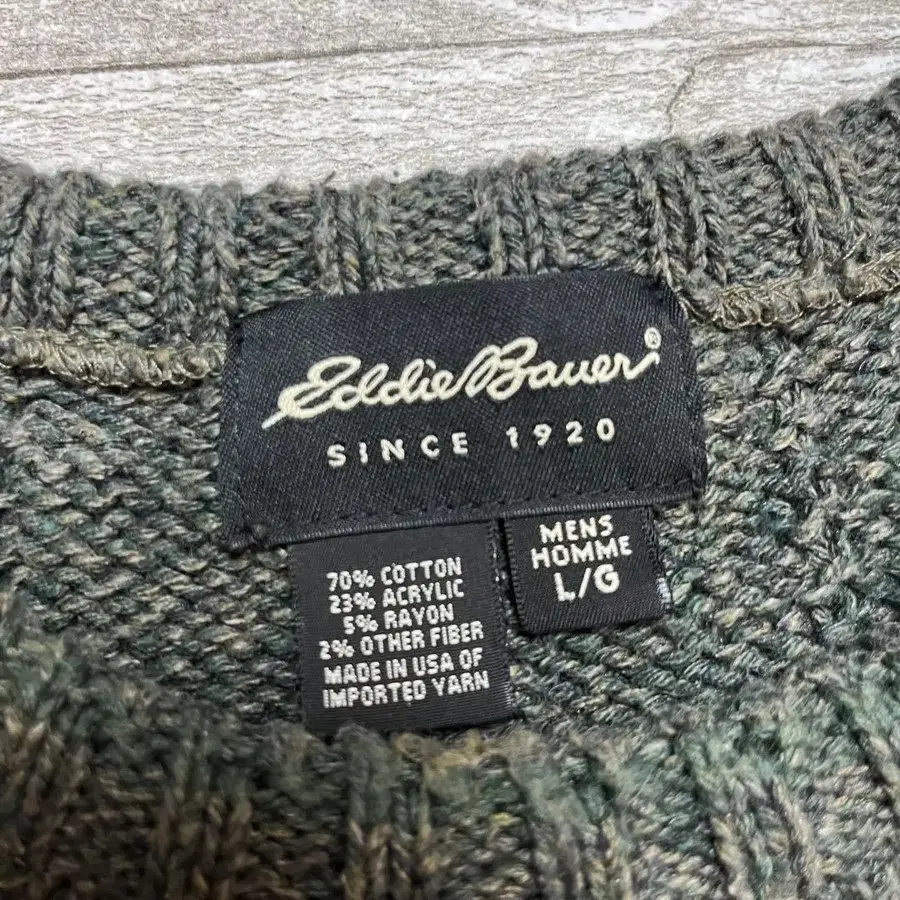 Eddie Bauer®
SINCE 1920
MENS
HOMME
L/G
70% COTTON
23% ACRYLIC
5% RAYON
2% OTHER FIBER
MADE IN USA OF
IMPORTED YARN